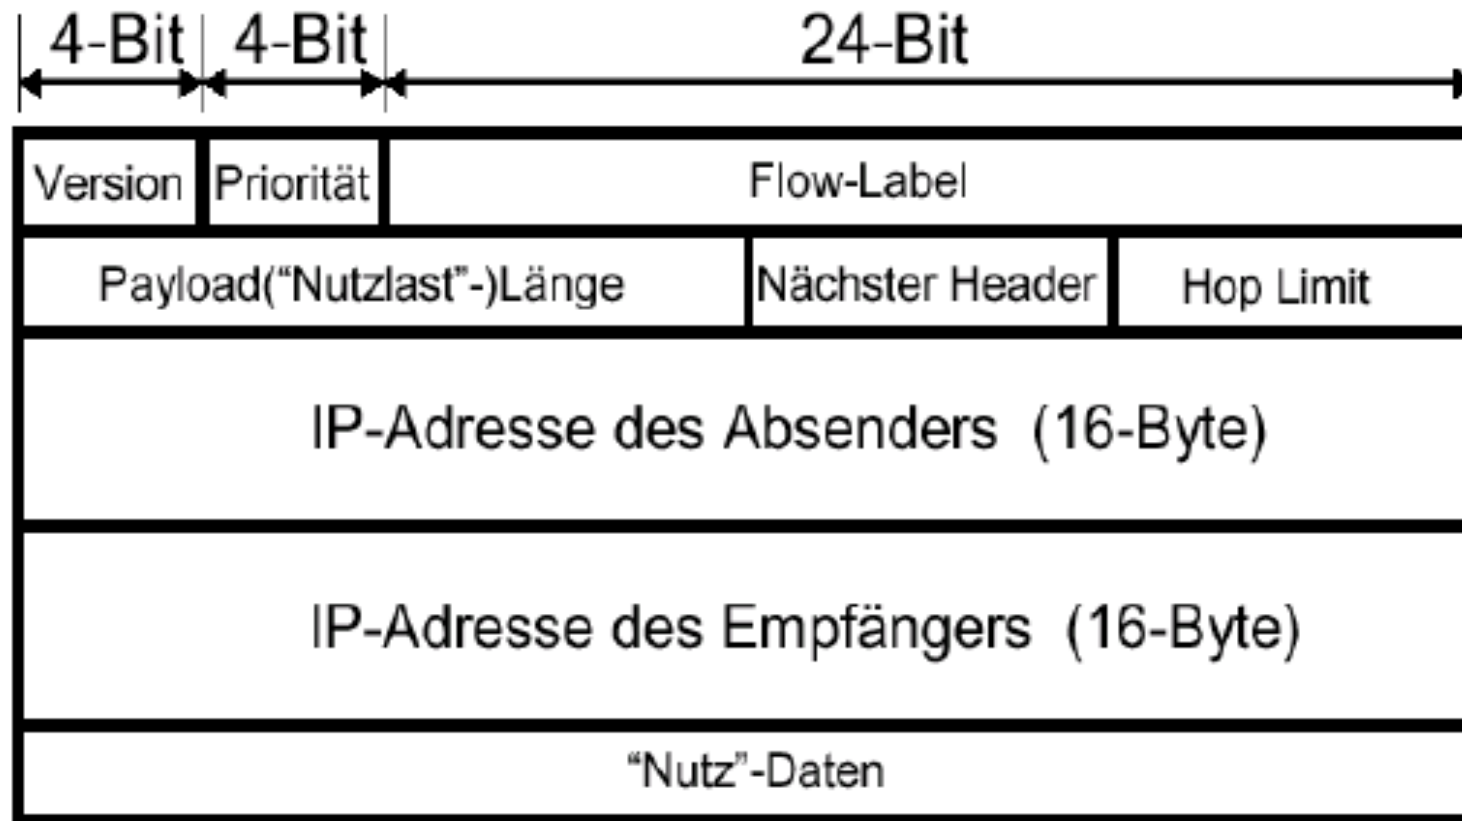 4-Bit 4-Bit 24-Bit
Version Priorität Flow-Label
Payload(“Nutzlast”-)Länge Nächster Header Hop Limit
IP-Adresse des Absenders (16-Byte)
IP-Adresse des Empfängers (16-Byte)
“Nutz”-Daten